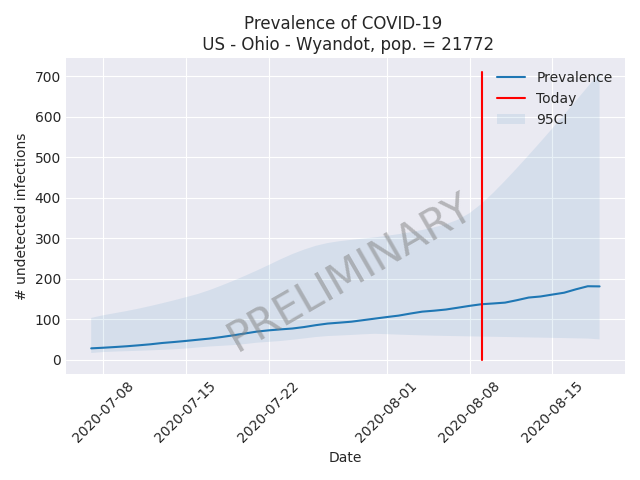 Prevalence of COVID-19
US - Ohio - Wyandot, pop. = 21772
700
600
500
400
300
200
100
0
# undetected infections
Prevalence
Today
95CI
PRELIMINARY
2020-07-08
2020-07-15
2020-07-22
2020-08-01
2020-08-08
2020-08-15
Date